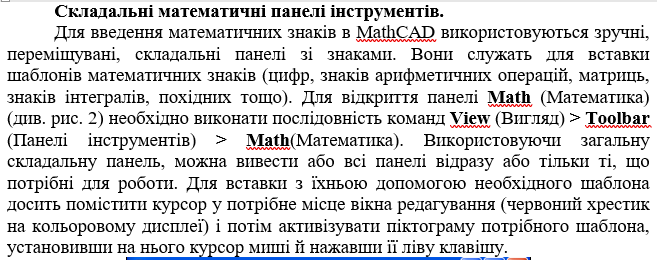 Складальні математичні панелі інструментів.
Для введення математичних знаків в MathCAD використовуються зручні,
переміщувані, складальні панелі зі знаками. Вони служать для вставки
шаблонів математичних знаків (цифр, знаків арифметичних операцій, матриць,
знаків інтегралів, похідних тощо). Для відкриття панелі Math (Математика)
(див. рис. 2) необхідно виконати послідовність команд View (Вигляд) > Toolbar
(Панелі інструментів) > Math(Математика). Використовуючи загальну
складальну панель, можна вивести або всі панелі відразу або тільки ті, що
потрібні для роботи. Для вставки з їхньою допомогою необхідного шаблона
досить помістити курсор у потрібне місце вікна редагування (червоний хрестик
на кольоровому дисплеї) і потім активізувати піктограму потрібного шаблона,
установивши на нього курсор миші й нажавши її ліву клавішу.